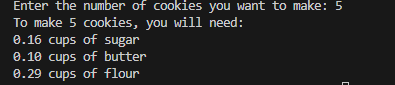 Enter the number of cookies you want to make: 5
To make 5 cookies, you will need:
0.16 cups of sugar
0.10 cups of butter
0.29 cups of flour